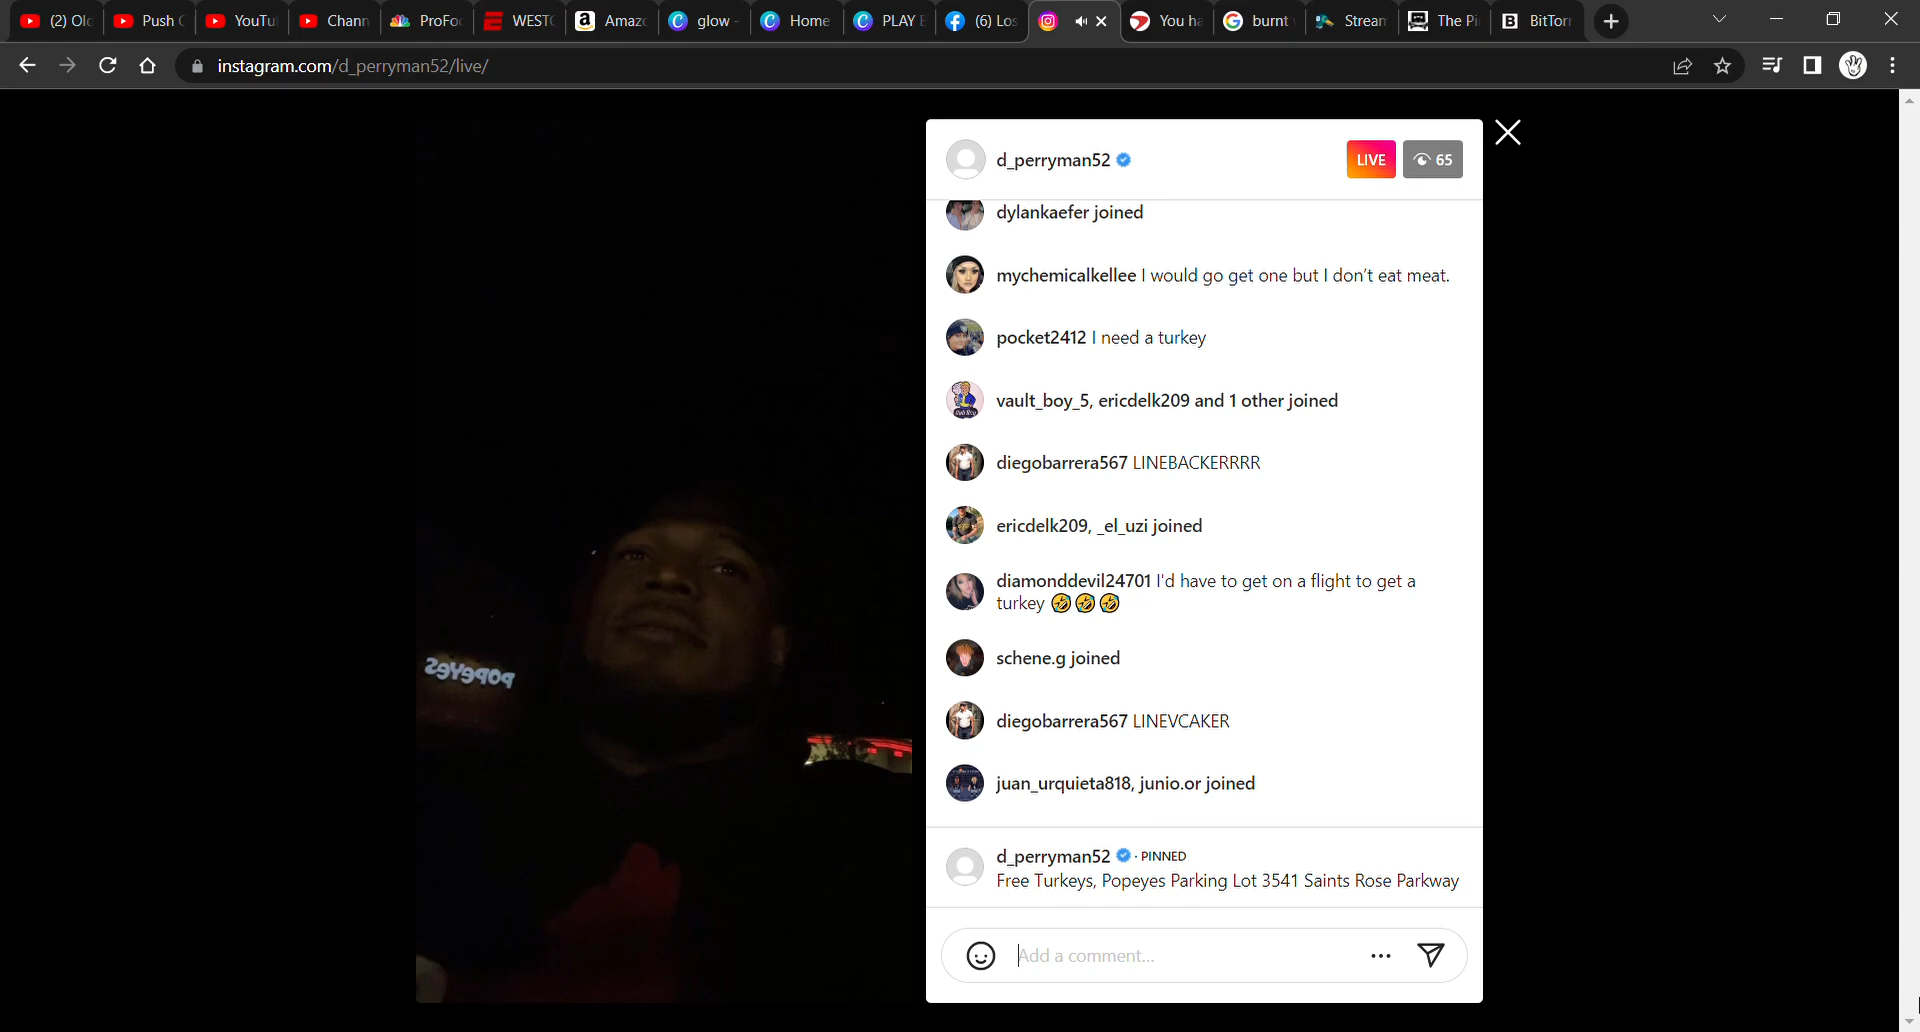 (2) Ol
Push
YouTu
Chann
ProFo
WESTC
Amaz
glow
Home
PLAY
(6) Los
You ha
burnt
Stream
The Pi
BitTorr
instagram.com/d_perryman52/live/
d_perryman52
LIVE
65
dylankaefer joined
mychemicalkellee I would go get one but I don’t eat meat.
pocket2412 I need a turkey
vault_boy_5, ericdelk209 and 1 other joined
diegobarrera567 LINEBACKERRRR
ericdelk209, _el_uzi joined
diamonddevil24701 I'd have to get on a flight to get a
turkey 🤣🤣🤣
schene.g joined
diegobarrera567 LINEVCAKER
juan_urquieta818, junio.or joined
d_perryman52 · PINNED
Free Turkeys, Popeyes Parking Lot 3541 Saints Rose Parkway
Add a comment...
POPEYES